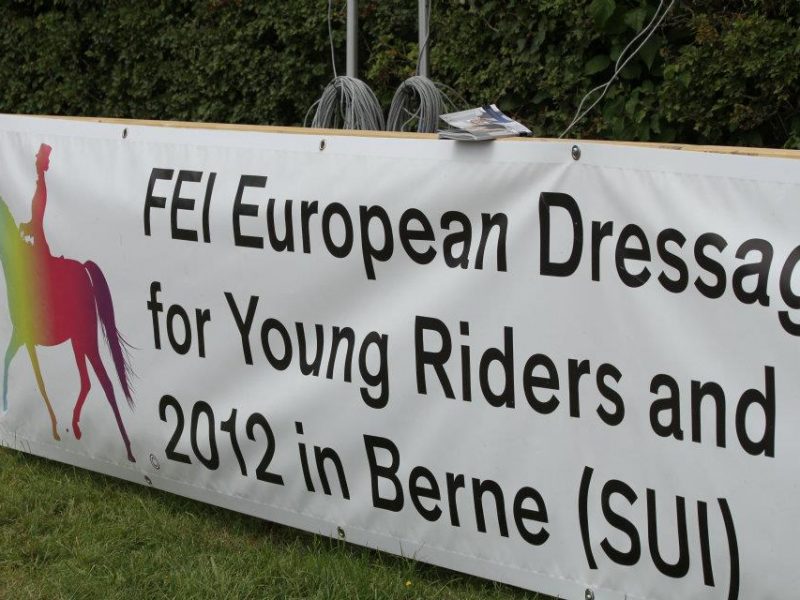 FEI European Dressag
for Young Riders and
2012 in Berne (SUI)
©